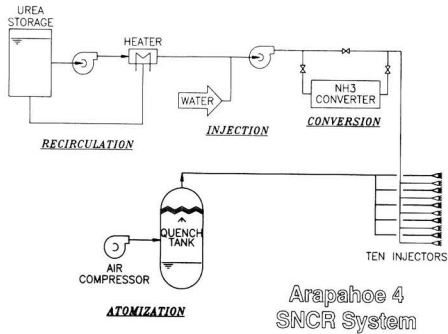 UREA
STORAGE
HEATER
WATER
NH3
CONVERTER
RECIRCULATION
INJECTION
CONVERSION
QUENCH
TANK
AIR
COMPRESSOR
ATOMIZATION
TEN INJECTORS
Arapahoe 4
SNCR System